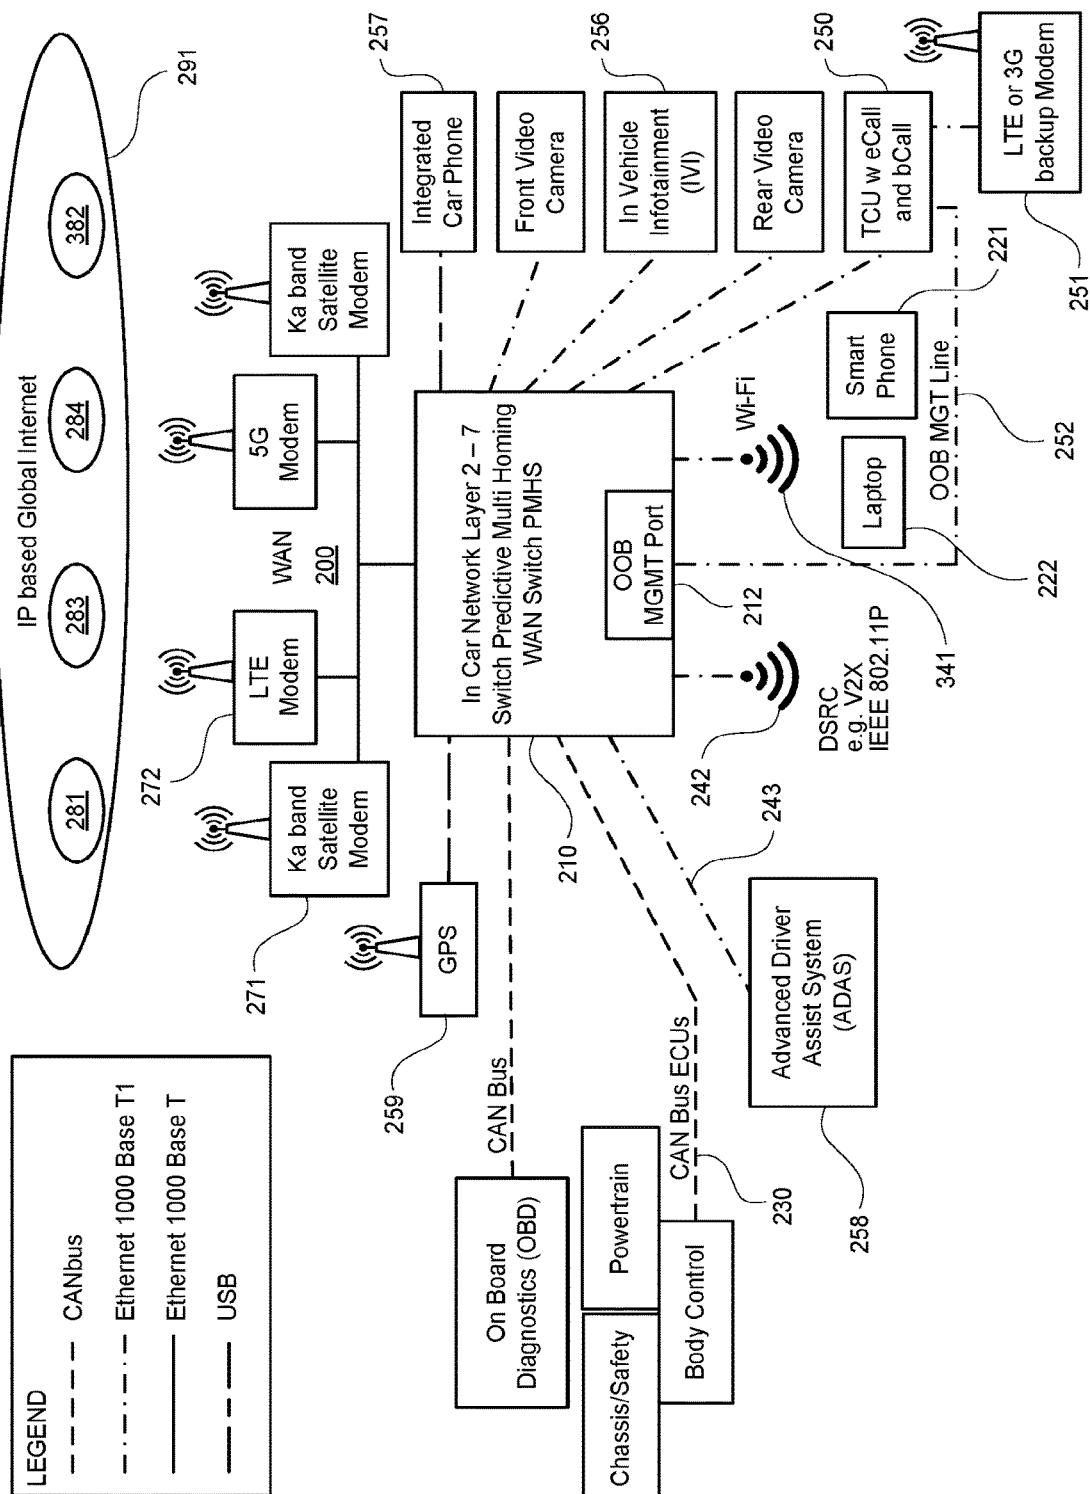 LEGEND
CANbus
Ethernet 1000 Base T1
Ethernet 1000 Base T
USB
IP based Global Internet
281
283
284
382
291
272
271
Ka band
Satellite
Modem
LTE
Modem
WAN
200
5G
Modem
Ka band
Satellite
Modem
259
GPS
257
Integrated
Car Phone
Front Video
Camera
256
In Vehicle
Infotainment
(IVI)
Rear Video
Camera
250
TCU w eCall
and bCall
LTE or 3G
backup Modem
251
In Car Network Layer 2 – 7
Switch Predictive Multi Homing
WAN Switch PMHS
OOB
MGMT Port
210
212
CAN Bus
On Board
Diagnostics (OBD)
Chassis/Safety
Powertrain
Body Control
CAN Bus ECUs
230
243
Advanced Driver
Assist System
(ADAS)
258
242
DSRC
e.g. V2X
IEEE 802.11P
Wi-Fi
341
Laptop
222
Smart
Phone
221
OOB MGT Line
252